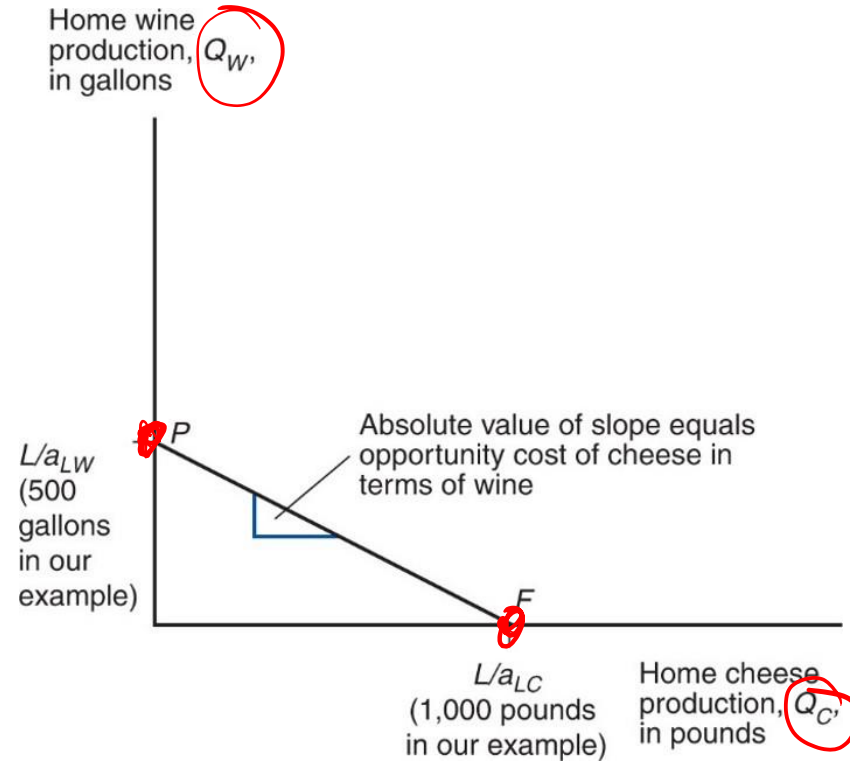 Home wine
production, Q_W,
in gallons
P
Absolute value of slope equals
opportunity cost of cheese in
terms of wine
L/a_LW
(500
gallons
in our
example)
F
L/a_LC
(1,000 pounds
in our example)
Home cheese
production, Q_C,
in pounds